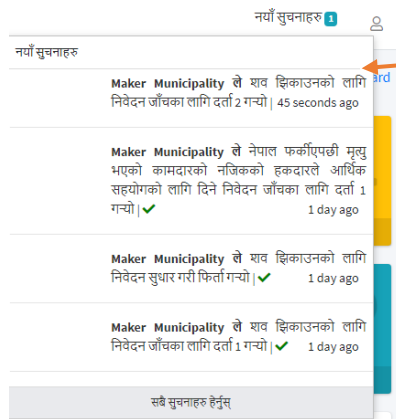 नयाँ सुचनाहरु 1
नयाँ सुचनाहरु
ard
Maker Municipality ले शव झिकाउनको लागि
निवेदन जाँचका लागि दर्ता 2 गर्‍यो | 45 seconds ago
Maker Municipality ले नेपाल फर्कीएपछी मृत्यु
भएको कामदारको नजिकको हकदारले आर्थिक
सहयोगको लागि दिने निवेदन जाँचका लागि दर्ता 1
गर्‍यो | ✔ 1 day ago
Maker Municipality ले शव झिकाउनको लागि
निवेदन सुधार गरी फिर्ता गर्‍यो | ✔ 1 day ago
Maker Municipality ले शव झिकाउनको लागि
निवेदन जाँचका लागि दर्ता 1 गर्‍यो | ✔ 1 day ago
सबै सुचनाहरु हेर्नुस्